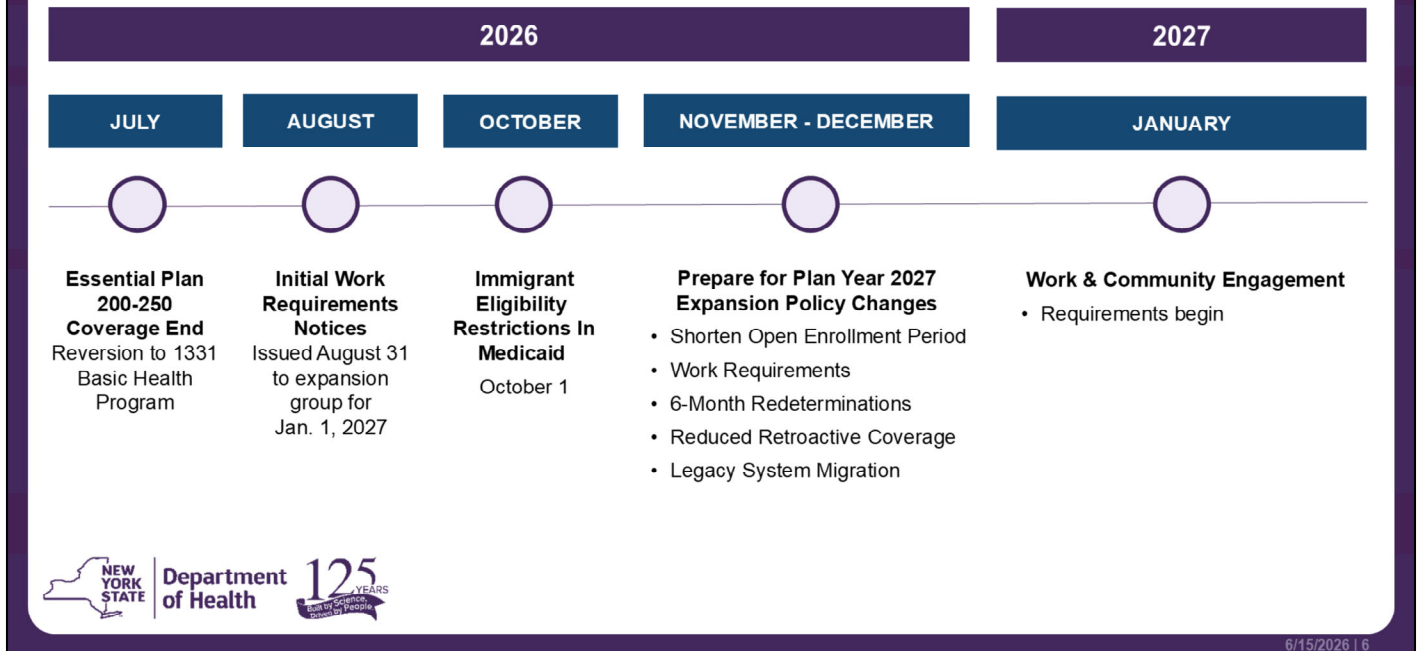 2026
2027
JULY
AUGUST
OCTOBER
NOVEMBER - DECEMBER
JANUARY
Essential Plan
200-250
Coverage End
Reversion to 1331
Basic Health
Program
Initial Work
Requirements
Notices
Issued August 31
to expansion
group for
Jan. 1, 2027
Immigrant
Eligibility
Restrictions In
Medicaid
October 1
Prepare for Plan Year 2027
Expansion Policy Changes
• Shorten Open Enrollment Period
• Work Requirements
• 6-Month Redeterminations
• Reduced Retroactive Coverage
• Legacy System Migration
Work & Community Engagement
• Requirements begin
NEW
YORK
STATE
Department
of Health
125
YEARS
Built by Science,
Driven by People.
6/15/2026 | 6